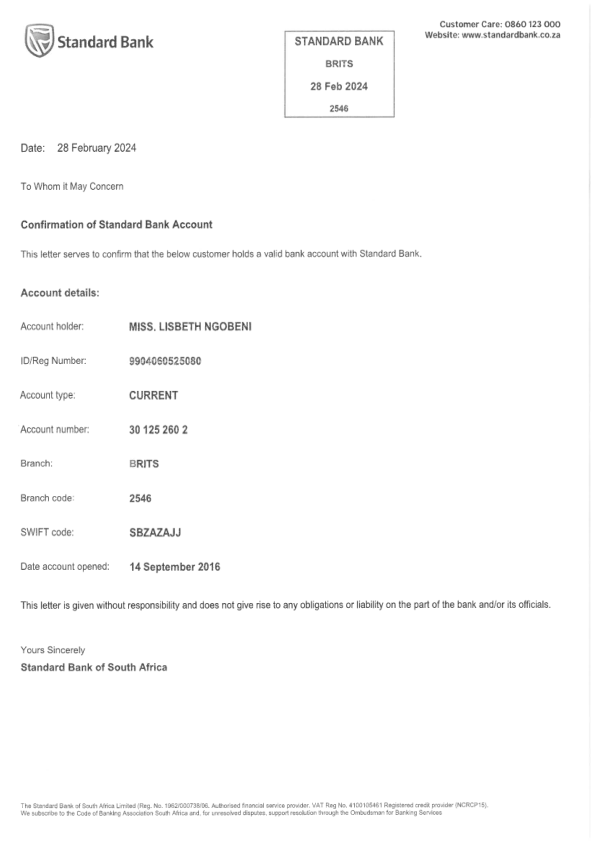 Standard Bank
Customer Care: 0860 123 000
Website: www.standardbank.co.za
STANDARD BANK
BRITS
28 Feb 2024
2546
Date: 28 February 2024
To Whom it May Concern
Confirmation of Standard Bank Account
This letter serves to confirm that the below customer holds a valid bank account with Standard Bank.
Account details:
Account holder: MISS. LISBETH NGOBENI
ID/Reg Number: 9904050525080
Account type: CURRENT
Account number: 30 125 260 2
Branch: BRITS
Branch code: 2546
SWIFT code: SBZAZAJJ
Date account opened: 14 September 2016
This letter is given without responsibility and does not give rise to any obligations or liability on the part of the bank and/or its officials.
Yours Sincerely
Standard Bank of South Africa
The Standard Bank of South Africa Limited (Reg. No. 1962/000738/06. Authorised financial service provider. VAT Reg No. 4100105461 Registered credit provider (NCRCP15).
We subscribe to the Code of Banking Association South Africa and, for unresolved disputes, support resolution through the Ombudsman for Banking Services